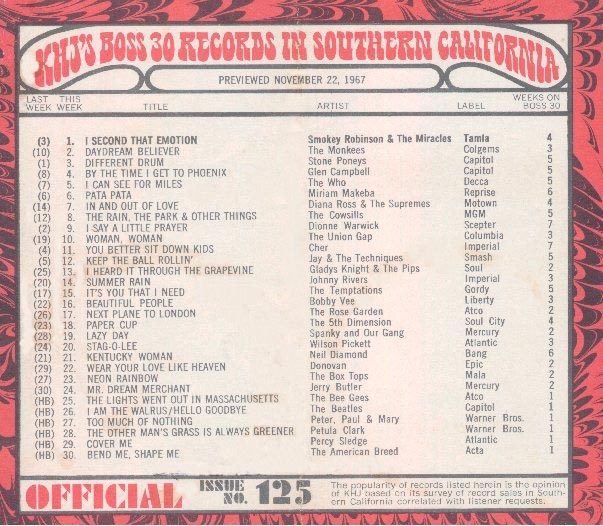 KHJ'S BOSS 30 RECORDS IN SOUTHERN CALIFORNIA
PREVIEWED NOVEMBER 22, 1967
LAST WEEK THIS WEEK TITLE ARTIST LABEL WEEKS ON BOSS 30
(3) 1. I SECOND THAT EMOTION Smokey Robinson & The Miracles Tamla 4
(10) 2. DAYDREAM BELIEVER The Monkees Colgems 3
(1) 3. DIFFERENT DRUM Stone Poneys Capitol 5
(8) 4. BY THE TIME I GET TO PHOENIX Glen Campbell Capitol 5
(7) 5. I CAN SEE FOR MILES The Who Decca 5
(6) 6. PATA PATA Miriam Makeba Reprise 6
(14) 7. IN AND OUT OF LOVE Diana Ross & The Supremes Motown 4
(12) 8. THE RAIN, THE PARK & OTHER THINGS The Cowsills MGM 5
(2) 9. I SAY A LITTLE PRAYER Dionne Warwick Scepter 7
(19) 10. WOMAN, WOMAN The Union Gap Columbia 3
(4) 11. YOU BETTER SIT DOWN KIDS Cher Imperial 7
(5) 12. KEEP THE BALL ROLLIN' Jay & The Techniques Smash 5
(25) 13. I HEARD IT THROUGH THE GRAPEVINE Gladys Knight & The Pips Soul 2
(20) 14. SUMMER RAIN Johnny Rivers Imperial 3
(17) 15. IT'S YOU THAT I NEED The Temptations Gordy 5
(22) 16. BEAUTIFUL PEOPLE Bobby Vee Liberty 3
(26) 17. NEXT PLANE TO LONDON The Rose Garden Atco 2
(23) 18. PAPER CUP The 5th Dimension Soul City 4
(28) 19. LAZY DAY Spanky and Our Gang Mercury 2
(24) 20. STAG-O-LEE Wilson Pickett Atlantic 3
(21) 21. KENTUCKY WOMAN Neil Diamond Bang 6
(29) 22. WEAR YOUR LOVE LIKE HEAVEN Donovan Epic 2
(27) 23. NEON RAINBOW The Box Tops Mala 2
(30) 24. MR. DREAM MERCHANT Jerry Butler Mercury 2
(HB) 25. THE LIGHTS WENT OUT IN MASSACHUSETTS The Bee Gees Atco 1
(HB) 26. I AM THE WALRUS/HELLO GOODBYE The Beatles Capitol 1
(HB) 27. TOO MUCH OF NOTHING Peter, Paul & Mary Warner Bros. 1
(HB) 28. THE OTHER MAN'S GRASS IS ALWAYS GREENER Petula Clark Warner Bros. 1
(HB) 29. COVER ME Percy Sledge Atlantic 1
(HB) 30. BEND ME, SHAPE ME The American Breed Acta 1
OFFICIAL ISSUE NO. 125
The popularity of records listed herein is the opinion
of KHJ based on its survey of record sales in South-
ern California correlated with listener requests.